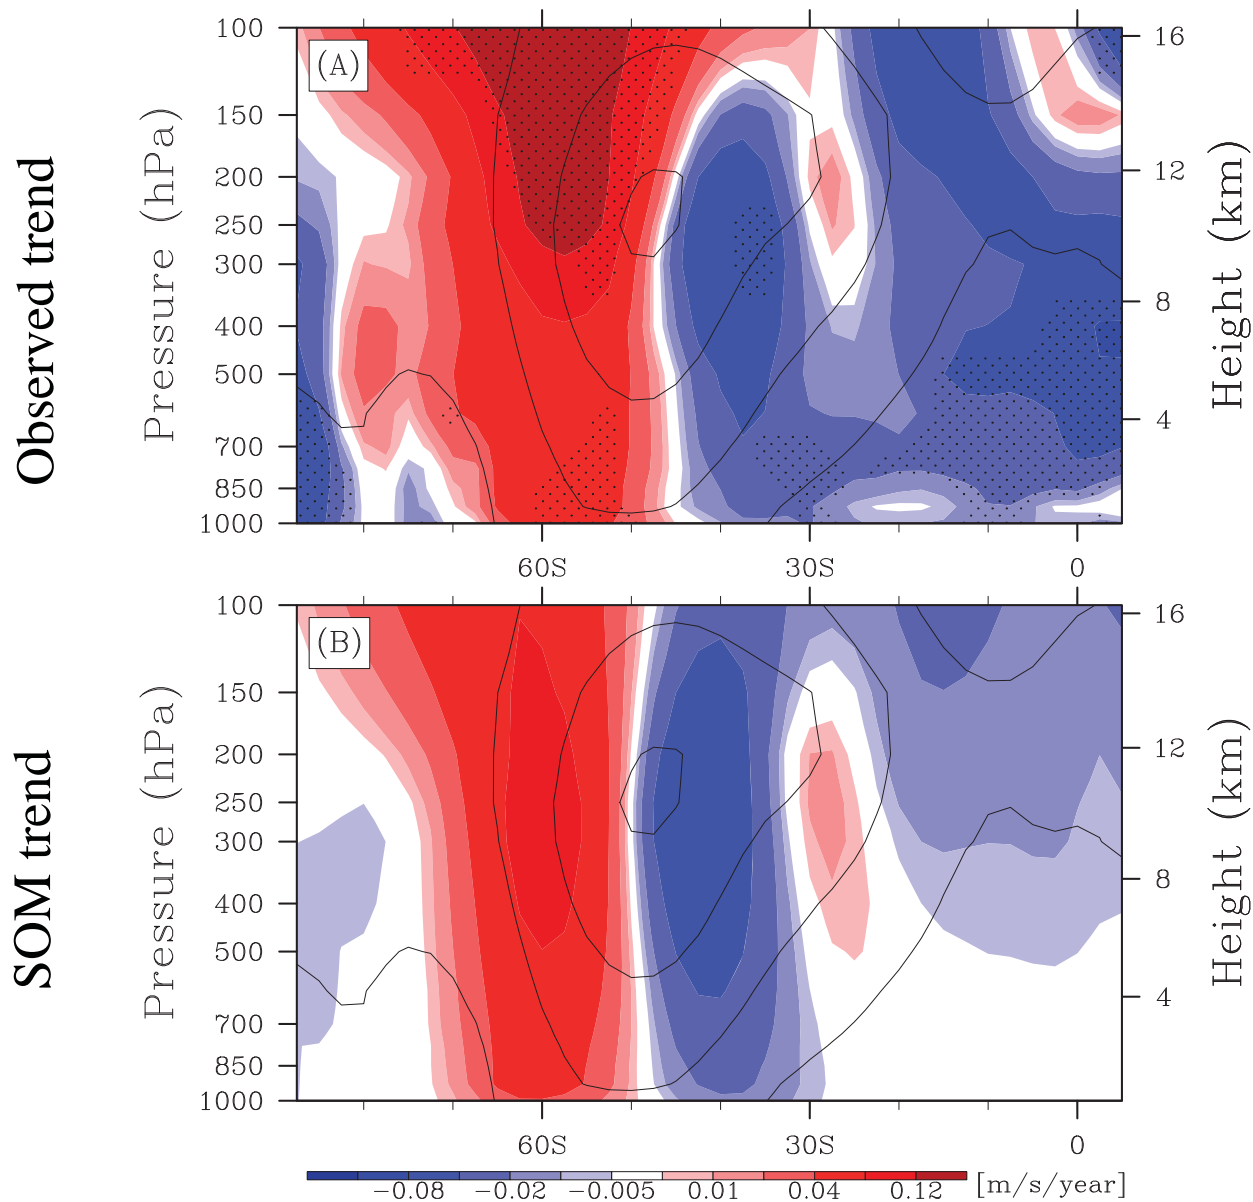 Observed trend
Pressure (hPa)
100
150
200
250
300
400
500
700
850
1000
(A)
16
12
8
4
Height (km)
60S 30S 0
SOM trend
Pressure (hPa)
100
150
200
250
300
400
500
700
850
1000
(B)
16
12
8
4
Height (km)
60S 30S 0
-0.08 -0.02 -0.005 0.01 0.04 0.12 [m/s/year]